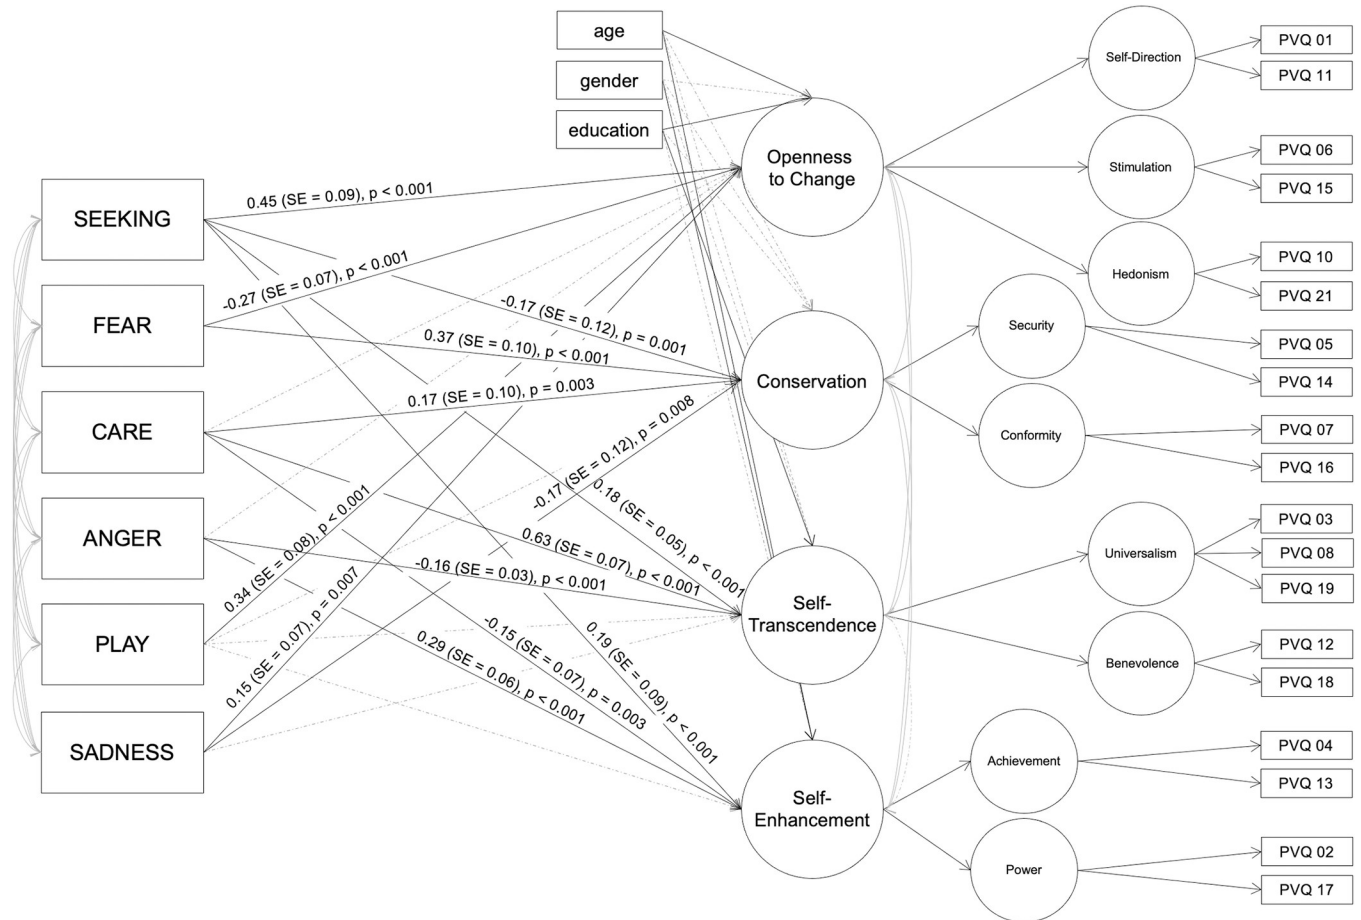 age
gender
education
SEEKING
FEAR
CARE
ANGER
PLAY
SADNESS
0.45 (SE = 0.09), p < 0.001
-0.27 (SE = 0.07), p < 0.001
-0.17 (SE = 0.12), p = 0.001
0.37 (SE = 0.10), p < 0.001
0.17 (SE = 0.10), p = 0.003
-0.17 (SE = 0.12), p = 0.008
0.18 (SE = 0.05), p < 0.001
0.63 (SE = 0.07), p < 0.001
-0.16 (SE = 0.03), p < 0.001
0.34 (SE = 0.08), p < 0.001
0.15 (SE = 0.07), p = 0.007
-0.15 (SE = 0.07), p = 0.003
0.29 (SE = 0.06), p < 0.001
0.19 (SE = 0.09), p < 0.001
Openness
to Change
Conservation
Self-
Transcendence
Self-
Enhancement
Self-Direction
Stimulation
Hedonism
Security
Conformity
Universalism
Benevolence
Achievement
Power
PVQ 01
PVQ 11
PVQ 06
PVQ 15
PVQ 10
PVQ 21
PVQ 05
PVQ 14
PVQ 07
PVQ 16
PVQ 03
PVQ 08
PVQ 19
PVQ 12
PVQ 18
PVQ 04
PVQ 13
PVQ 02
PVQ 17